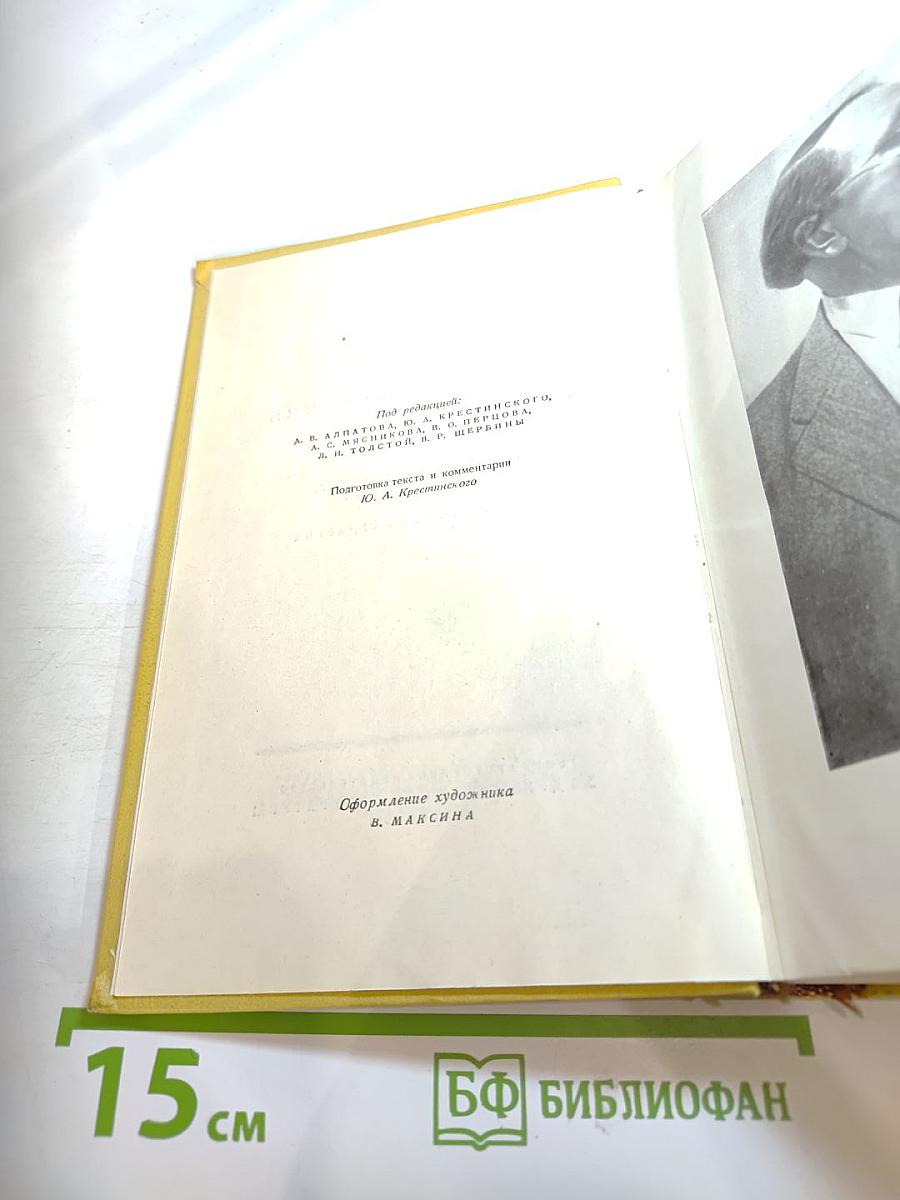 Под редакцией:
А. В. АЛПАТОВА, Ю. А. КРЕСТИНСКОГО,
А. С. МЯСНИКОВА, В. О. ПЕРЦОВА,
Л. И. ТОЛСТОЙ, В. Р. ЩЕРБИНЫ
Подготовка текста и комментарии
Ю. А. Крестинского
Оформление художника
В. МАКСИНА
15 см
БФ БИБЛИОФАН